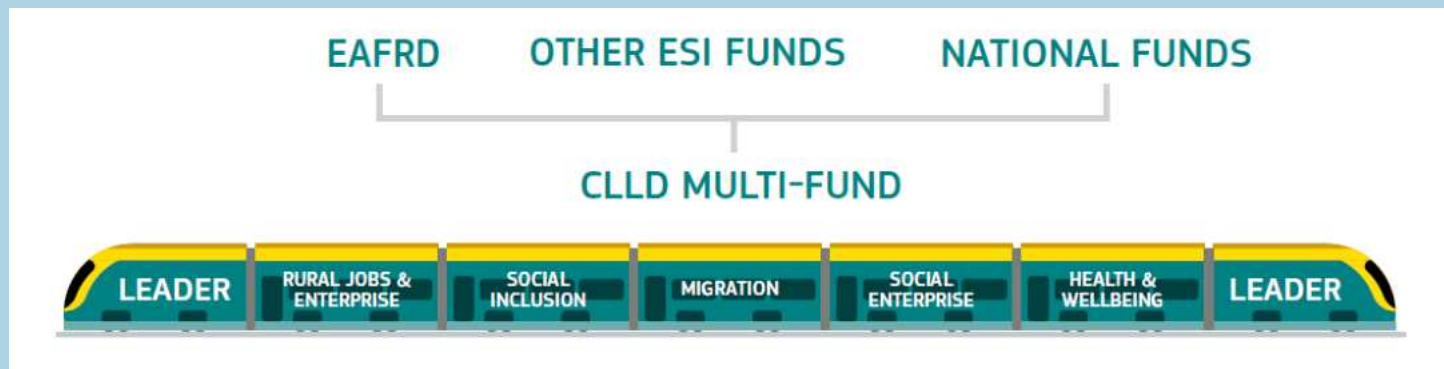 EAFRD OTHER ESI FUNDS NATIONAL FUNDS
CLLD MULTI-FUND
LEADER
RURAL JOBS &
ENTERPRISE
SOCIAL
INCLUSION
MIGRATION
SOCIAL
ENTERPRISE
HEALTH &
WELLBEING
LEADER